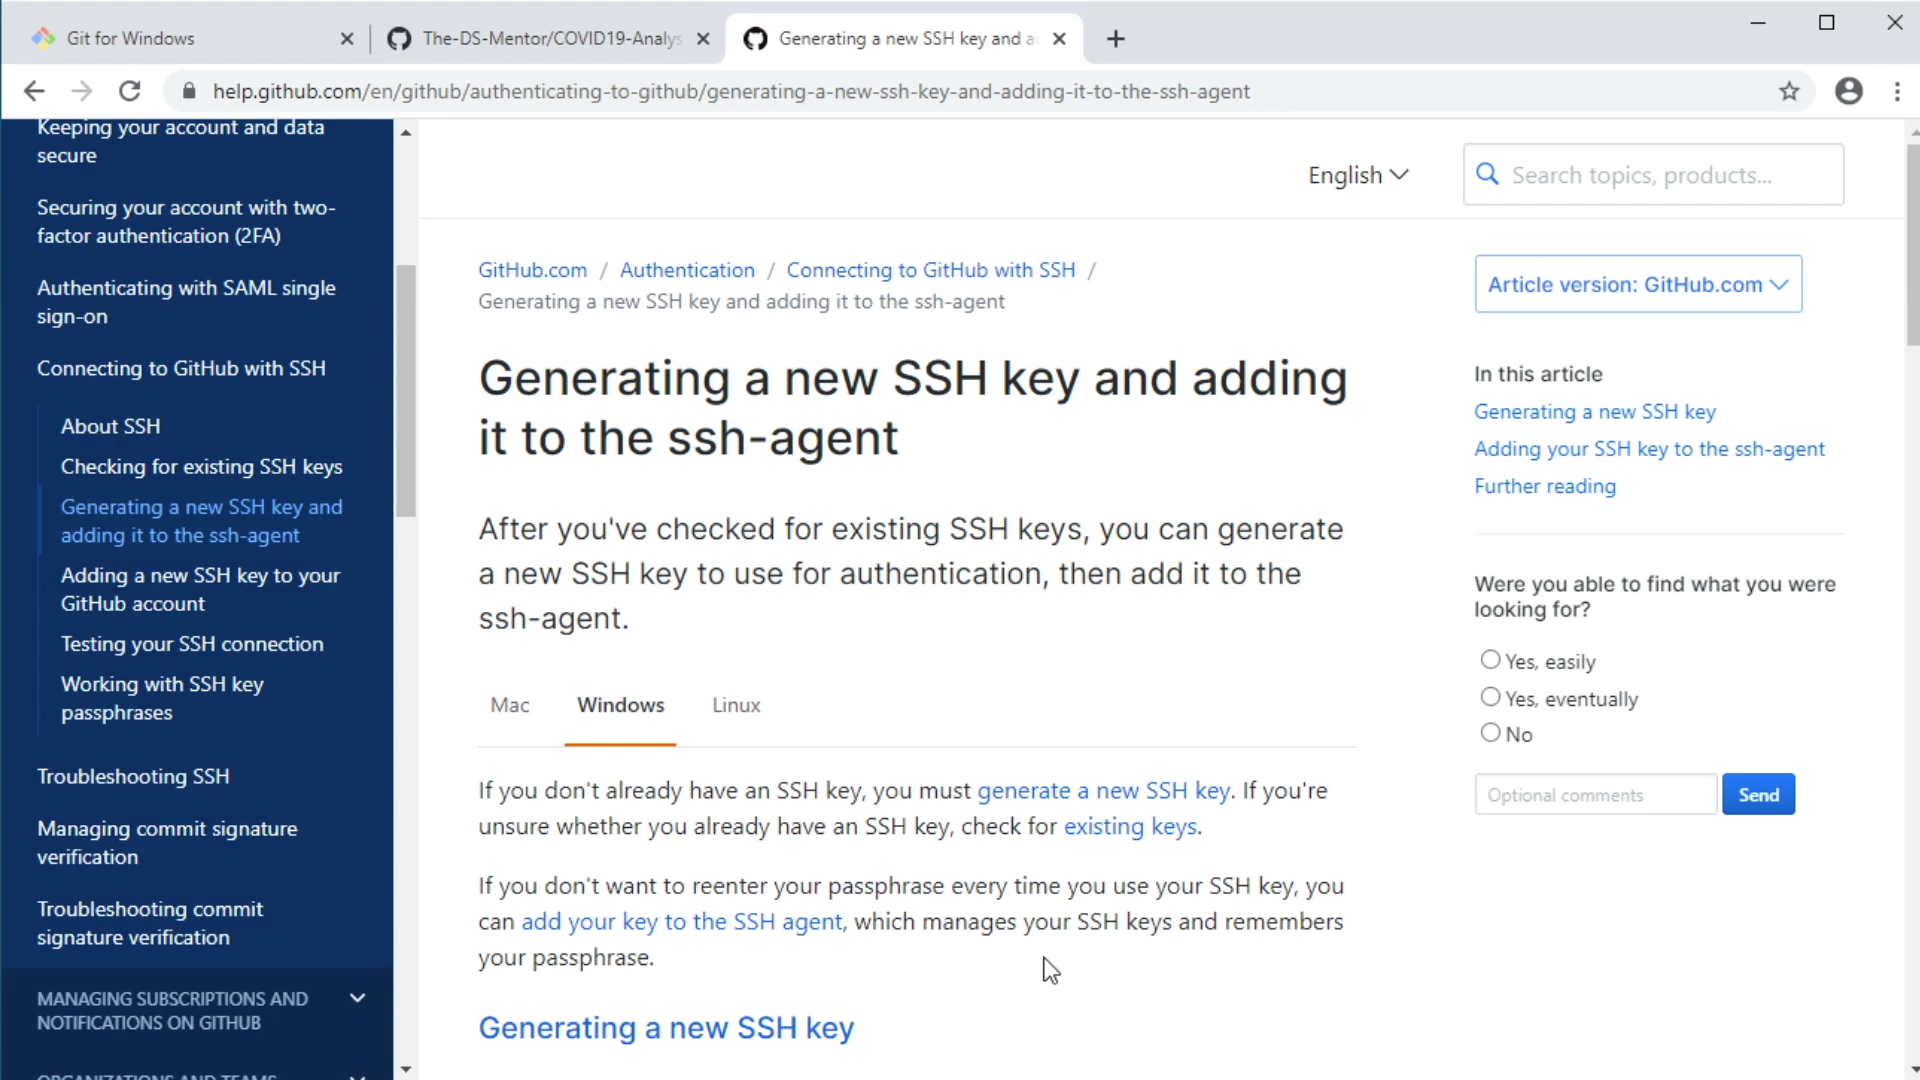 Git for Windows
The-DS-Mentor/COVID19-Analys
Generating a new SSH key and a
help.github.com/en/github/authenticating-to-github/generating-a-new-ssh-key-and-adding-it-to-the-ssh-agent
Keeping your account and data
secure
Securing your account with two-
factor authentication (2FA)
Authenticating with SAML single
sign-on
Connecting to GitHub with SSH
About SSH
Checking for existing SSH keys
Generating a new SSH key and
adding it to the ssh-agent
Adding a new SSH key to your
GitHub account
Testing your SSH connection
Working with SSH key
passphrases
Troubleshooting SSH
Managing commit signature
verification
Troubleshooting commit
signature verification
MANAGING SUBSCRIPTIONS AND
NOTIFICATIONS ON GITHUB
ORGANIZATIONS AND TEAMS
English
Search topics, products...
GitHub.com / Authentication / Connecting to GitHub with SSH /
Generating a new SSH key and adding it to the ssh-agent
Generating a new SSH key and adding
it to the ssh-agent
After you've checked for existing SSH keys, you can generate
a new SSH key to use for authentication, then add it to the
ssh-agent.
Mac Windows Linux
If you don't already have an SSH key, you must generate a new SSH key. If you're
unsure whether you already have an SSH key, check for existing keys.
If you don't want to reenter your passphrase every time you use your SSH key, you
can add your key to the SSH agent, which manages your SSH keys and remembers
your passphrase.
Generating a new SSH key
Article version: GitHub.com
In this article
Generating a new SSH key
Adding your SSH key to the ssh-agent
Further reading
Were you able to find what you were
looking for?
Yes, easily
Yes, eventually
No
Optional comments
Send